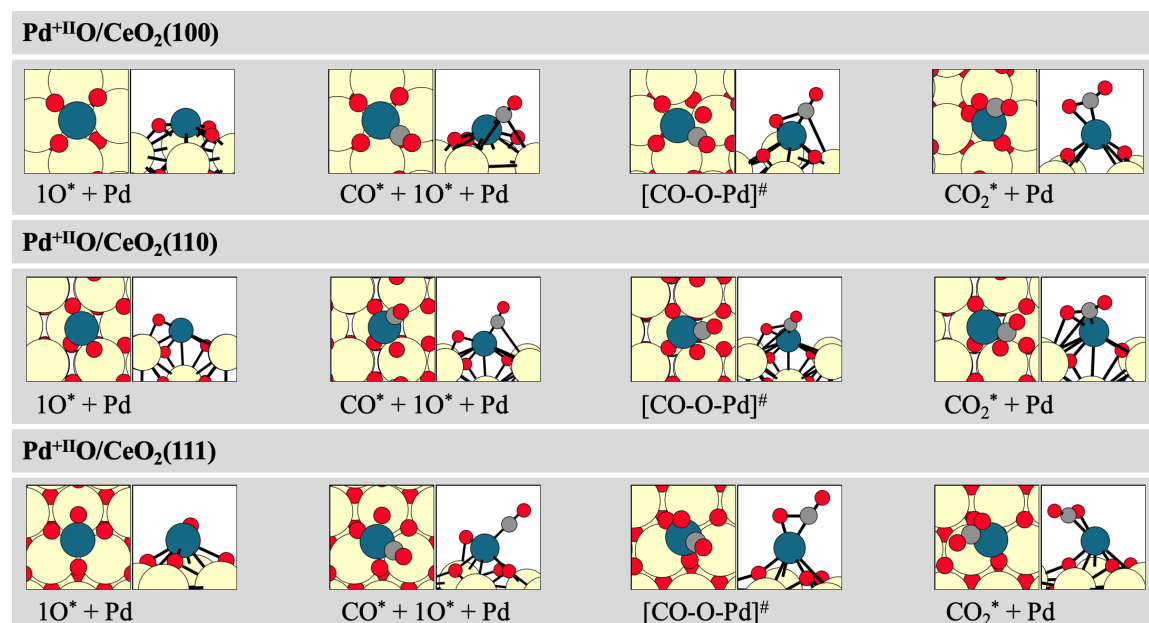 Pd⁺ᴵᴵO/CeO₂(100)
1O* + Pd CO* + 1O* + Pd [CO-O-Pd]# CO₂* + Pd
Pd⁺ᴵᴵO/CeO₂(110)
1O* + Pd CO* + 1O* + Pd [CO-O-Pd]# CO₂* + Pd
Pd⁺ᴵᴵO/CeO₂(111)
1O* + Pd CO* + 1O* + Pd [CO-O-Pd]# CO₂* + Pd